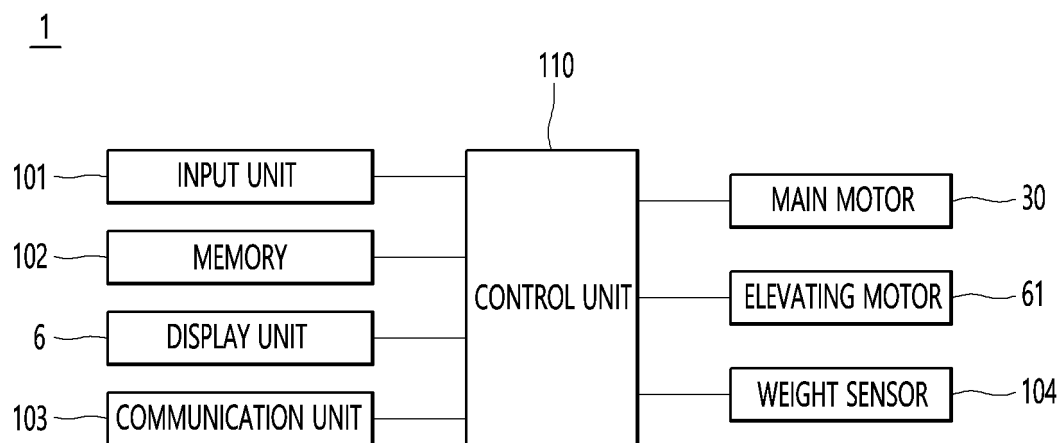 1
110
101 INPUT UNIT
102 MEMORY
6 DISPLAY UNIT
103 COMMUNICATION UNIT
CONTROL UNIT
MAIN MOTOR 30
ELEVATING MOTOR 61
WEIGHT SENSOR 104